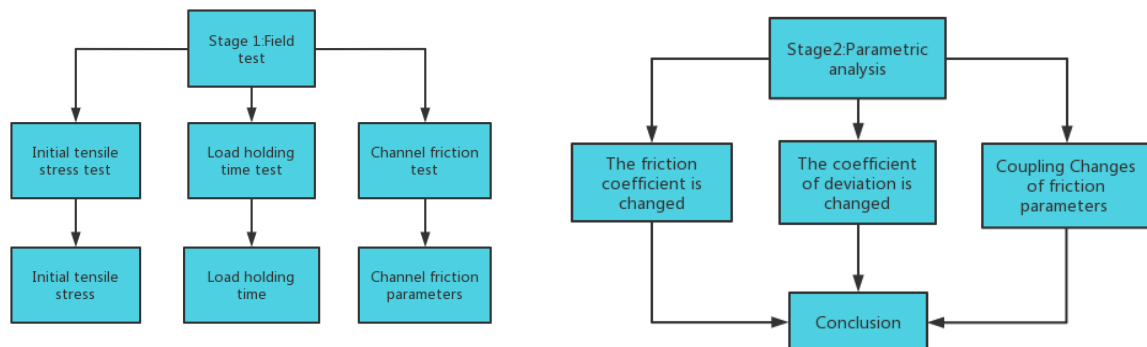 Stage 1:Field
test
Initial tensile
stress test
Load holding
time test
Channel friction
test
Initial tensile
stress
Load holding
time
Channel friction
parameters
Stage2:Parametric
analysis
The friction
coefficient is
changed
The coefficient
of deviation is
changed
Coupling Changes
of friction
parameters
Conclusion